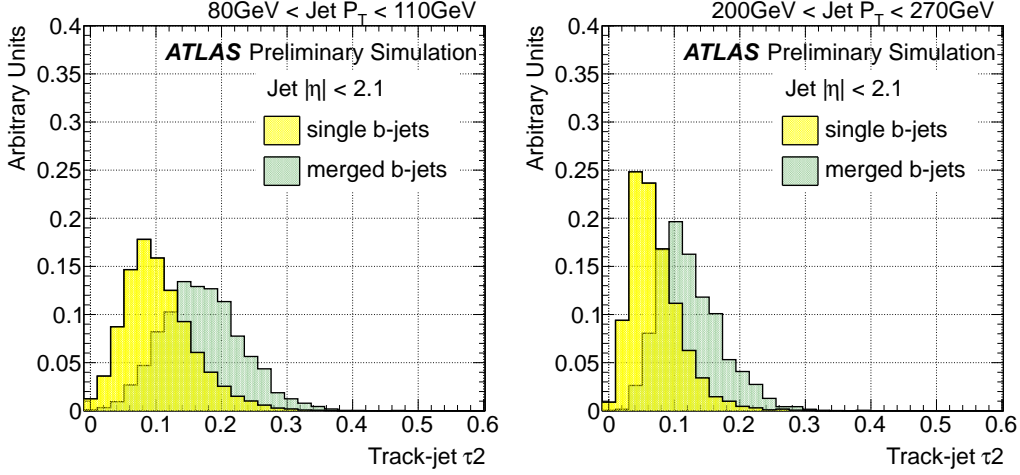 80GeV < Jet P_T < 110GeV
Arbitrary Units
0.4
0.35
0.3
0.25
0.2
0.15
0.1
0.05
0
ATLAS Preliminary Simulation
Jet |η| < 2.1
single b-jets
merged b-jets
0 0.1 0.2 0.3 0.4 0.5 0.6
Track-jet τ2
200GeV < Jet P_T < 270GeV
Arbitrary Units
0.4
0.35
0.3
0.25
0.2
0.15
0.1
0.05
0
ATLAS Preliminary Simulation
Jet |η| < 2.1
single b-jets
merged b-jets
0 0.1 0.2 0.3 0.4 0.5 0.6
Track-jet τ2